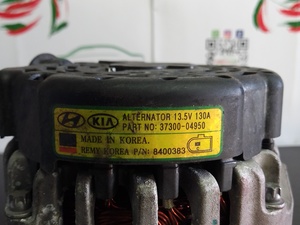 KIA
ALTERNATOR 13.5V 130A
PART NO: 37300-04950
MADE IN KOREA.
REMY KOREA P/N: 8400383